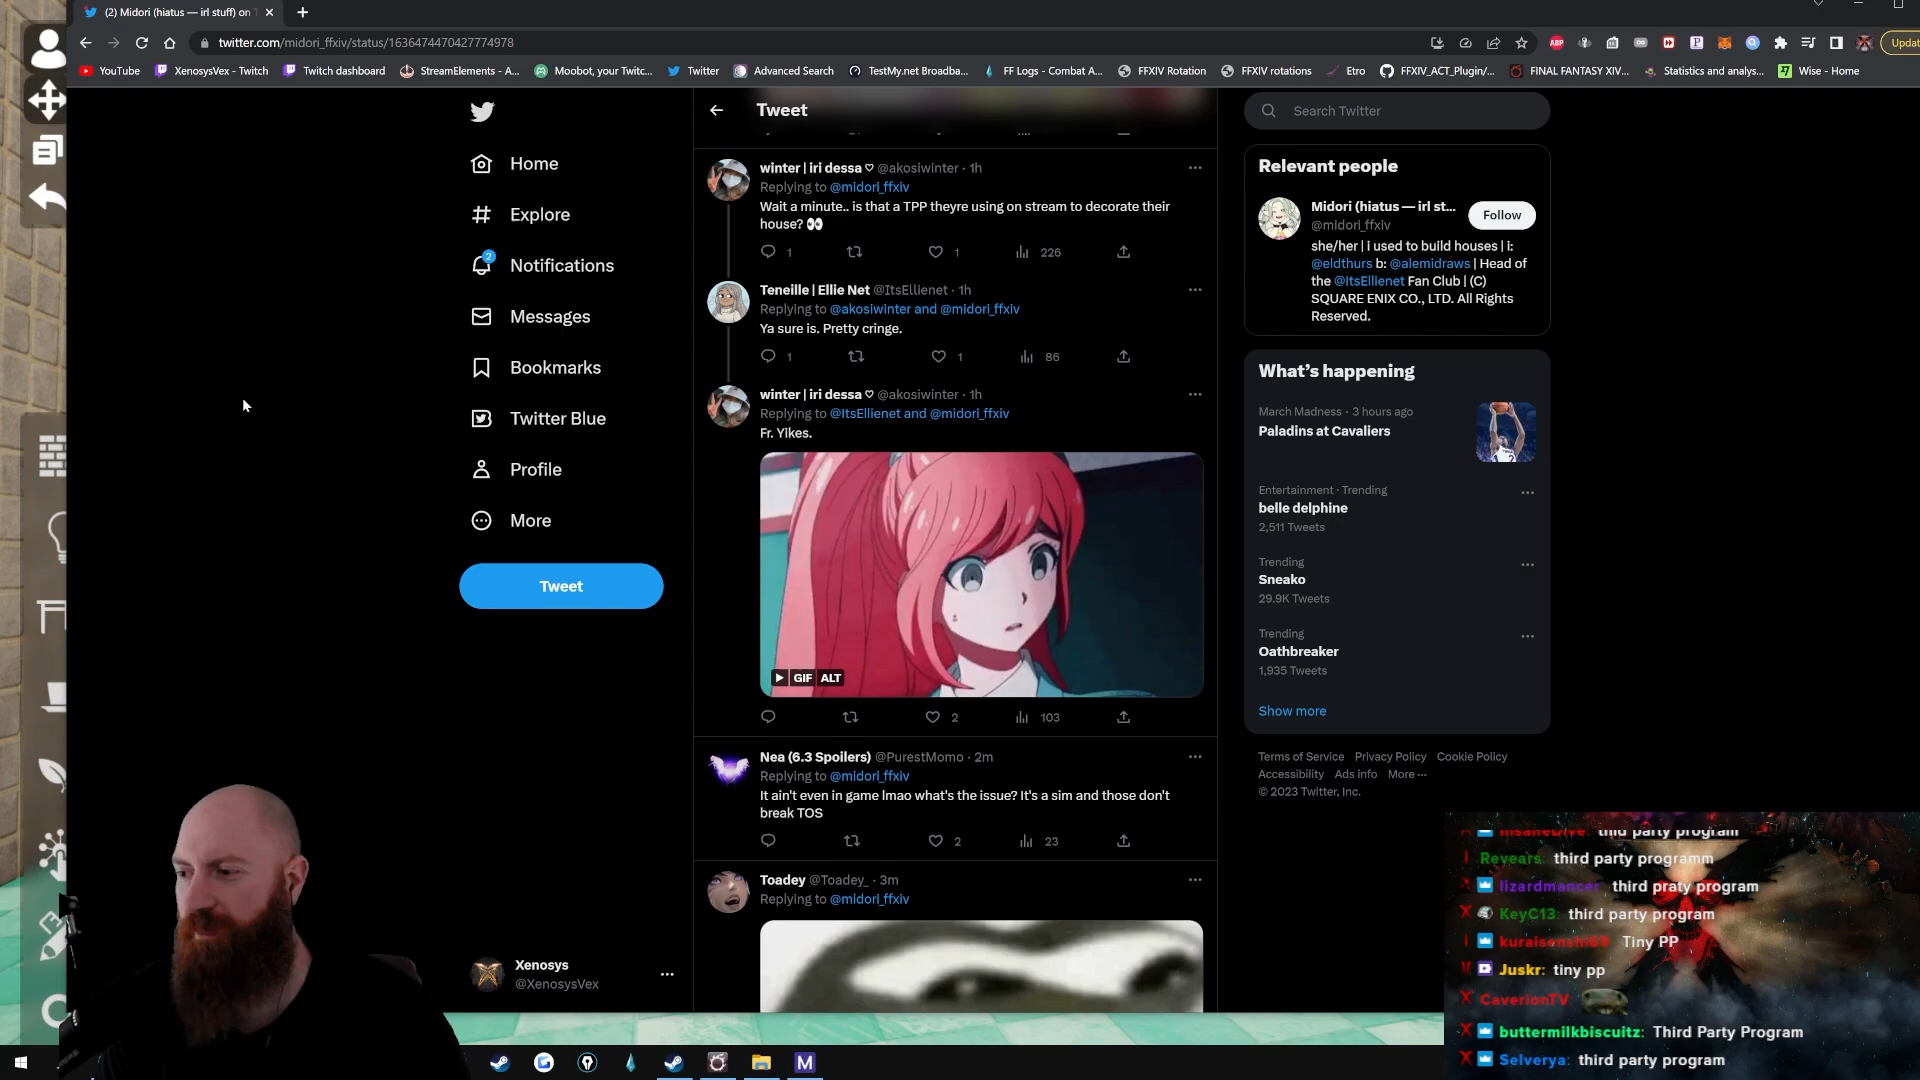 (2) Midori (hiatus — irl stuff) on
twitter.com/midori_ffxiv/status/1636474470427774978
ABP
Updat
YouTube
XenosysVex - Twitch
Twitch dashboard
StreamElements - A...
Moobot, your Twitc...
Twitter
Advanced Search
TestMy.net Broadba...
FF Logs - Combat A...
FFXIV Rotation
FFXIV rotations
Etro
FFXIV_ACT_Plugin/...
FINAL FANTASY XIV...
Statistics and analys...
Wise - Home
Home
Explore
2
Notifications
Messages
Bookmarks
Twitter Blue
Profile
More
Tweet
Xenosys
@XenosysVex
Tweet
winter | iri dessa ♡ @akosiwinter · 1h
Replying to @midori_ffxiv
Wait a minute.. is that a TPP theyre using on stream to decorate their
house? 👀
1
1
226
Teneille | Ellie Net @ItsEllienet · 1h
Replying to @akosiwinter and @midori_ffxiv
Ya sure is. Pretty cringe.
1
1
86
winter | iri dessa ♡ @akosiwinter · 1h
Replying to @ItsEllienet and @midori_ffxiv
Fr. Yikes.
GIF ALT
2
103
Nea (6.3 Spoilers) @PurestMomo · 2m
Replying to @midori_ffxiv
It ain't even in game lmao what's the issue? It's a sim and those don't
break TOS
2
23
Toadey @Toadey_ · 3m
Replying to @midori_ffxiv
Search Twitter
Relevant people
Midori (hiatus — irl st...
@midori_ffxiv
Follow
she/her | i used to build houses | i:
@eldthurs b: @alemidraws | Head of
the @ItsEllienet Fan Club | (C)
SQUARE ENIX CO., LTD. All Rights
Reserved.
What's happening
March Madness · 3 hours ago
Paladins at Cavaliers
Entertainment · Trending
belle delphine
2,511 Tweets
Trending
Sneako
29.9K Tweets
Trending
Oathbreaker
1,935 Tweets
Show more
Terms of Service Privacy Policy Cookie Policy
Accessibility Ads info More ···
© 2023 Twitter, Inc.
third party program
Revears: third party programm
lizardmancer third praty program
KeyC13: third party program
kuraisenshi69 Tiny PP
Juskr: tiny pp
CaverionTV
buttermilkbiscuitz: Third Party Program
Selverya: third party program